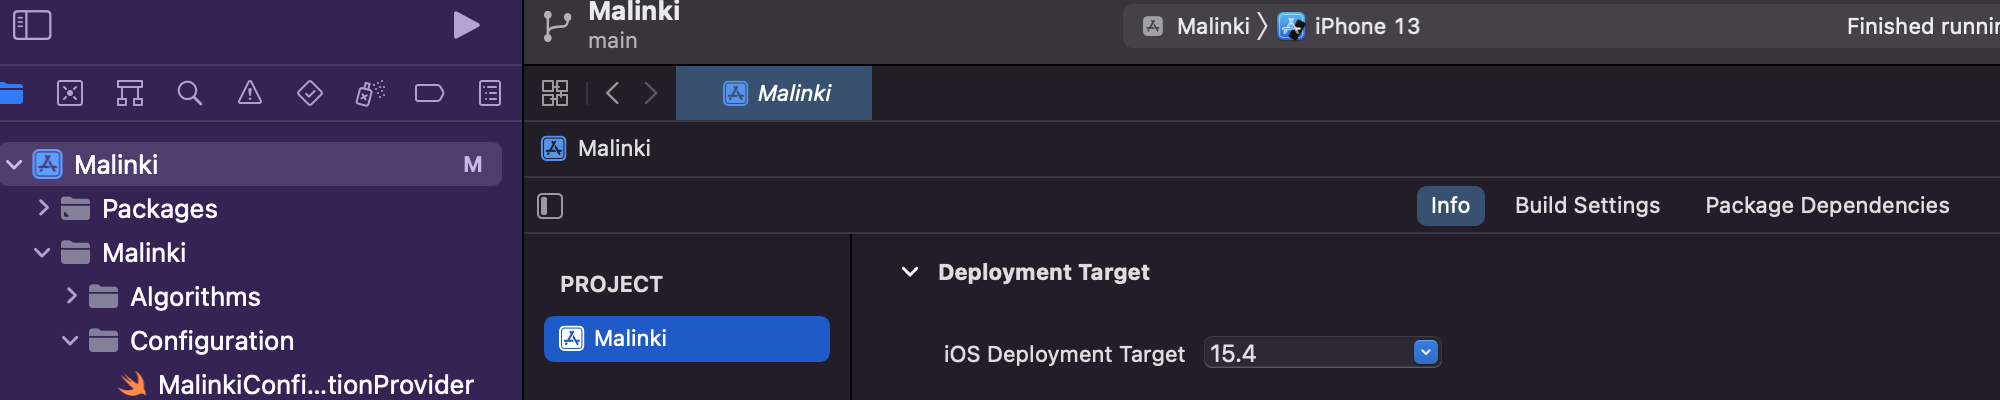 Malinki
main
Malinki
iPhone 13
Finished runnin
Malinki
Malinki
Malinki M
Packages
Malinki
Algorithms
Configuration
MalinkiConfi...tionProvider
Info
Build Settings
Package Dependencies
PROJECT
Malinki
Deployment Target
iOS Deployment Target 15.4